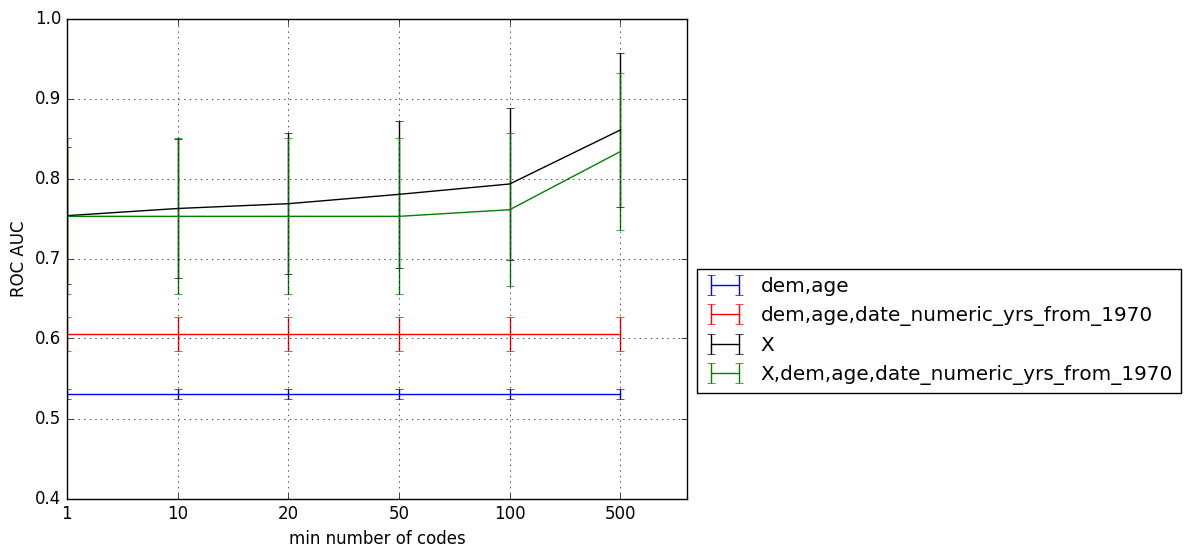 1.0
0.9
0.8
0.7
0.6
0.5
0.4
ROC AUC
1 10 20 50 100 500
min number of codes
dem,age
dem,age,date_numeric_yrs_from_1970
X
X,dem,age,date_numeric_yrs_from_1970